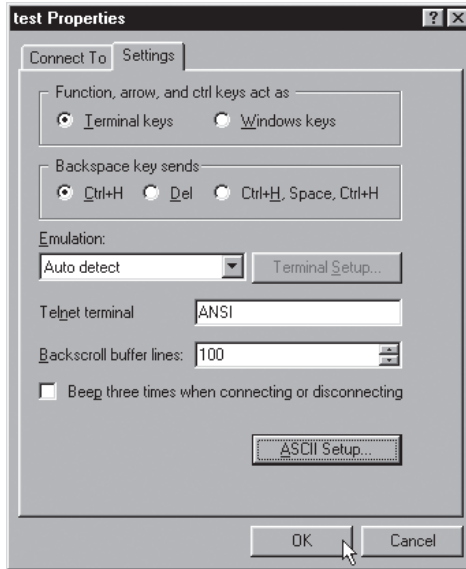 test Properties
Connect To Settings
Function, arrow, and ctrl keys act as
Terminal keys Windows keys
Backspace key sends
Ctrl+H Del Ctrl+H, Space, Ctrl+H
Emulation:
Auto detect Terminal Setup...
Telnet terminal ANSI
Backscroll buffer lines: 100
Beep three times when connecting or disconnecting
ASCII Setup...
OK Cancel